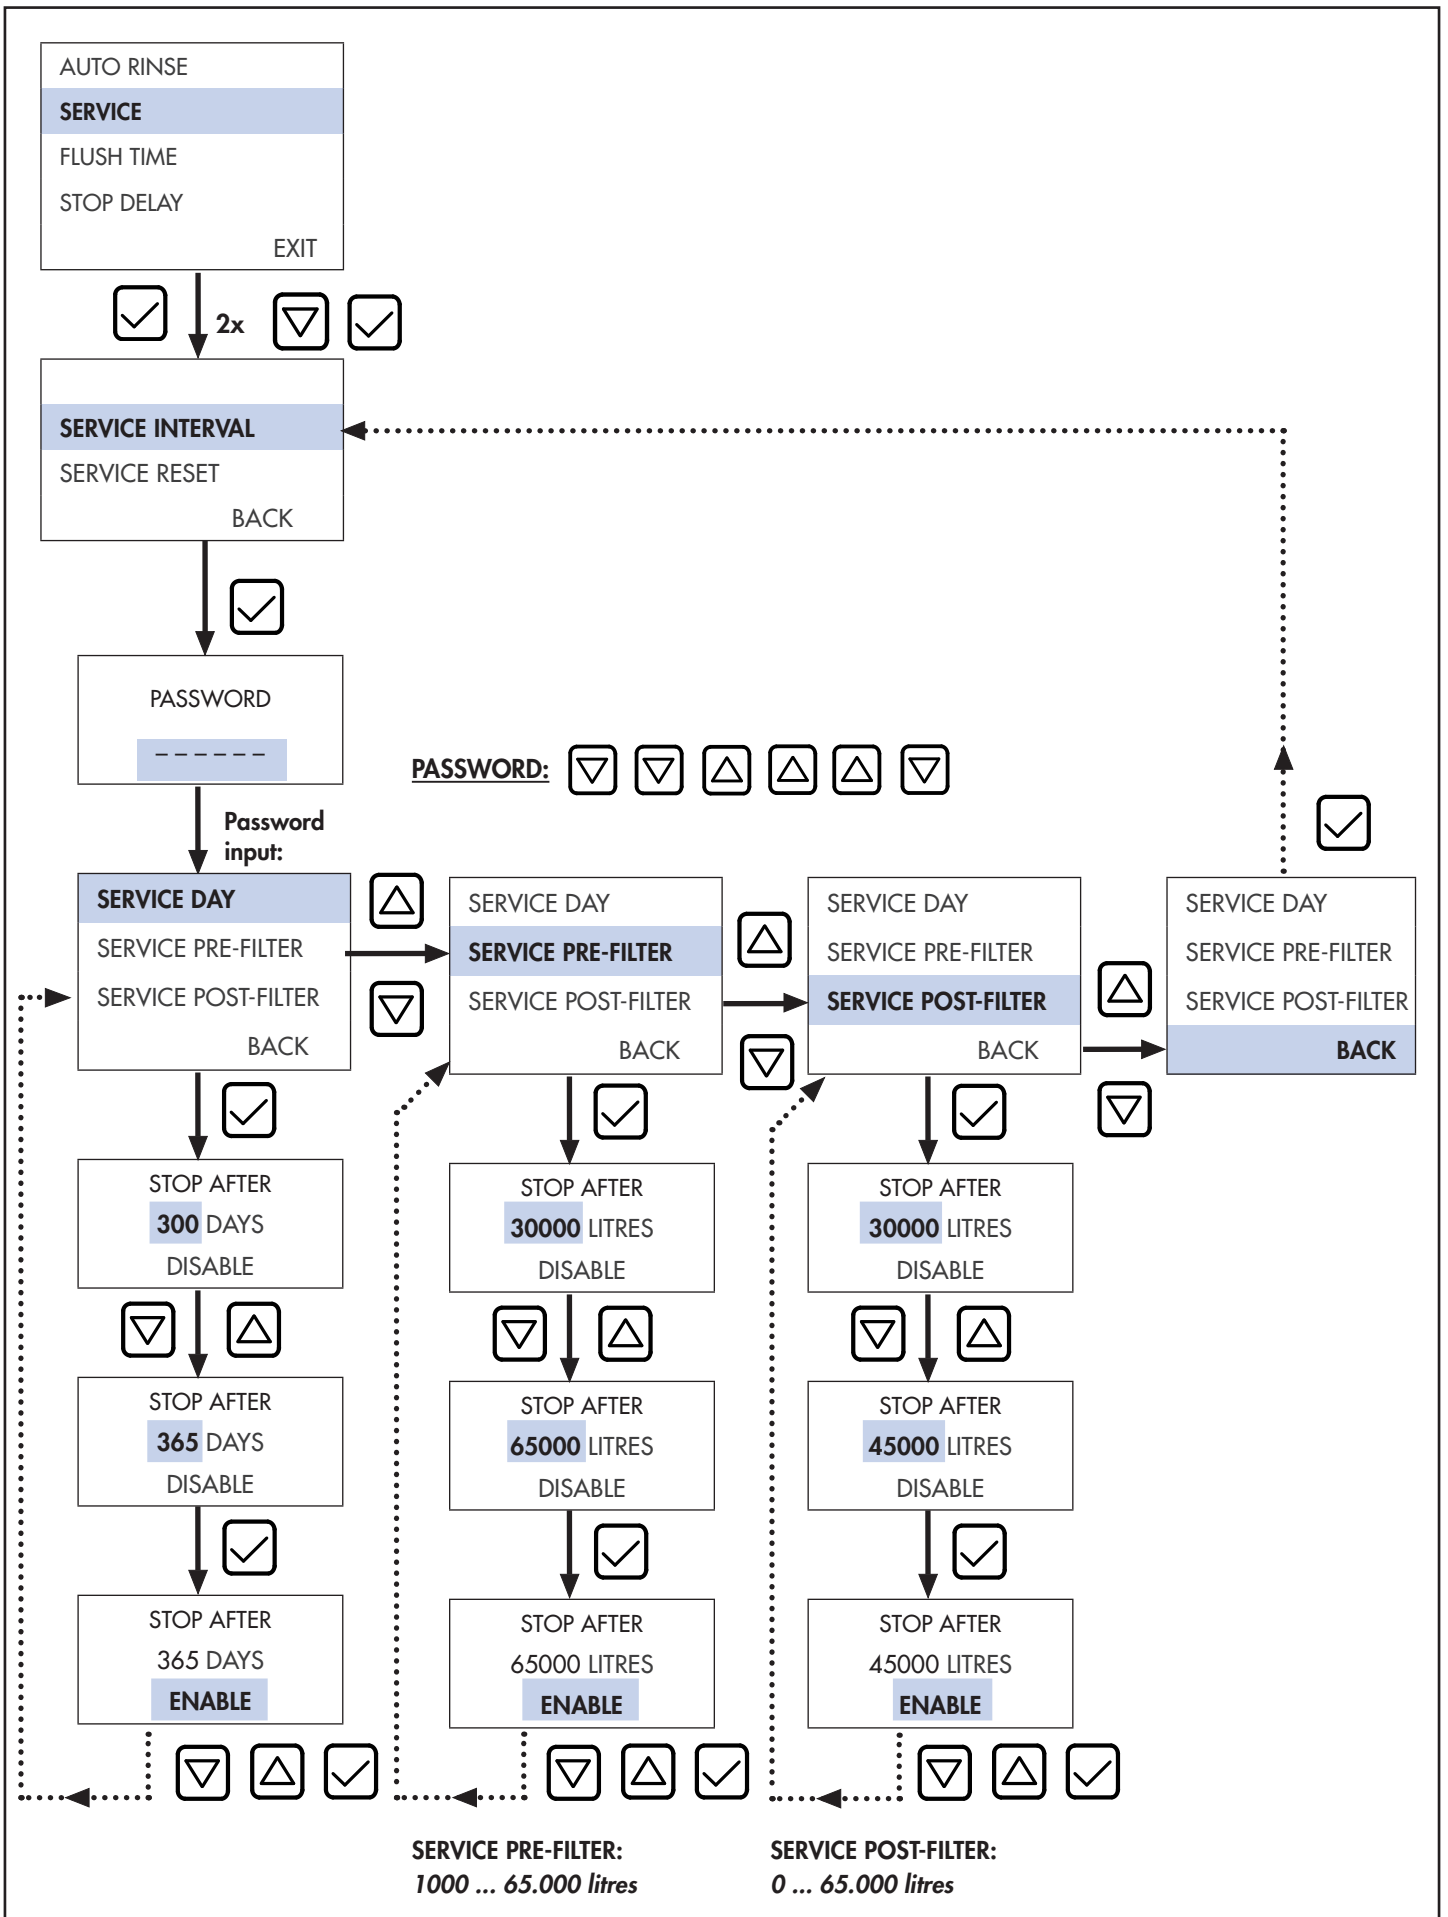 AUTO RINSE
SERVICE
FLUSH TIME
STOP DELAY
EXIT
2x
SERVICE INTERVAL
SERVICE RESET
BACK
PASSWORD
– – – – – –
PASSWORD:
Password
input:
SERVICE DAY
SERVICE PRE-FILTER
SERVICE POST-FILTER
BACK
SERVICE DAY
SERVICE PRE-FILTER
SERVICE POST-FILTER
BACK
SERVICE DAY
SERVICE PRE-FILTER
SERVICE POST-FILTER
BACK
SERVICE DAY
SERVICE PRE-FILTER
SERVICE POST-FILTER
BACK
STOP AFTER
300 DAYS
DISABLE
STOP AFTER
30000 LITRES
DISABLE
STOP AFTER
30000 LITRES
DISABLE
STOP AFTER
365 DAYS
DISABLE
STOP AFTER
65000 LITRES
DISABLE
STOP AFTER
45000 LITRES
DISABLE
STOP AFTER
365 DAYS
ENABLE
STOP AFTER
65000 LITRES
ENABLE
STOP AFTER
45000 LITRES
ENABLE
SERVICE PRE-FILTER:
1000 ... 65.000 litres
SERVICE POST-FILTER:
0 ... 65.000 litres